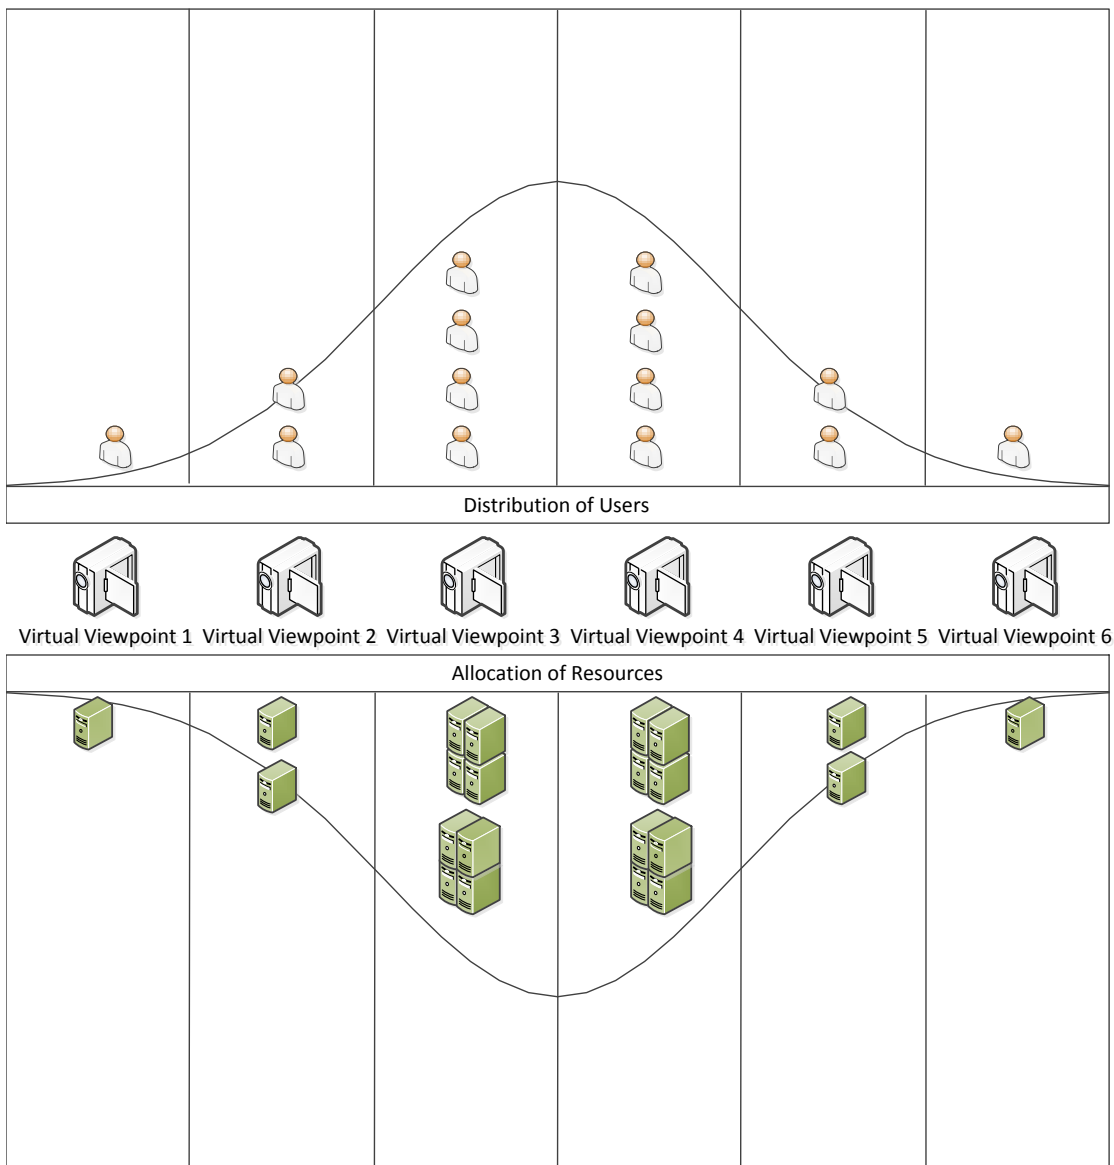 Distribution of Users
Virtual Viewpoint 1 Virtual Viewpoint 2 Virtual Viewpoint 3 Virtual Viewpoint 4 Virtual Viewpoint 5 Virtual Viewpoint 6
Allocation of Resources